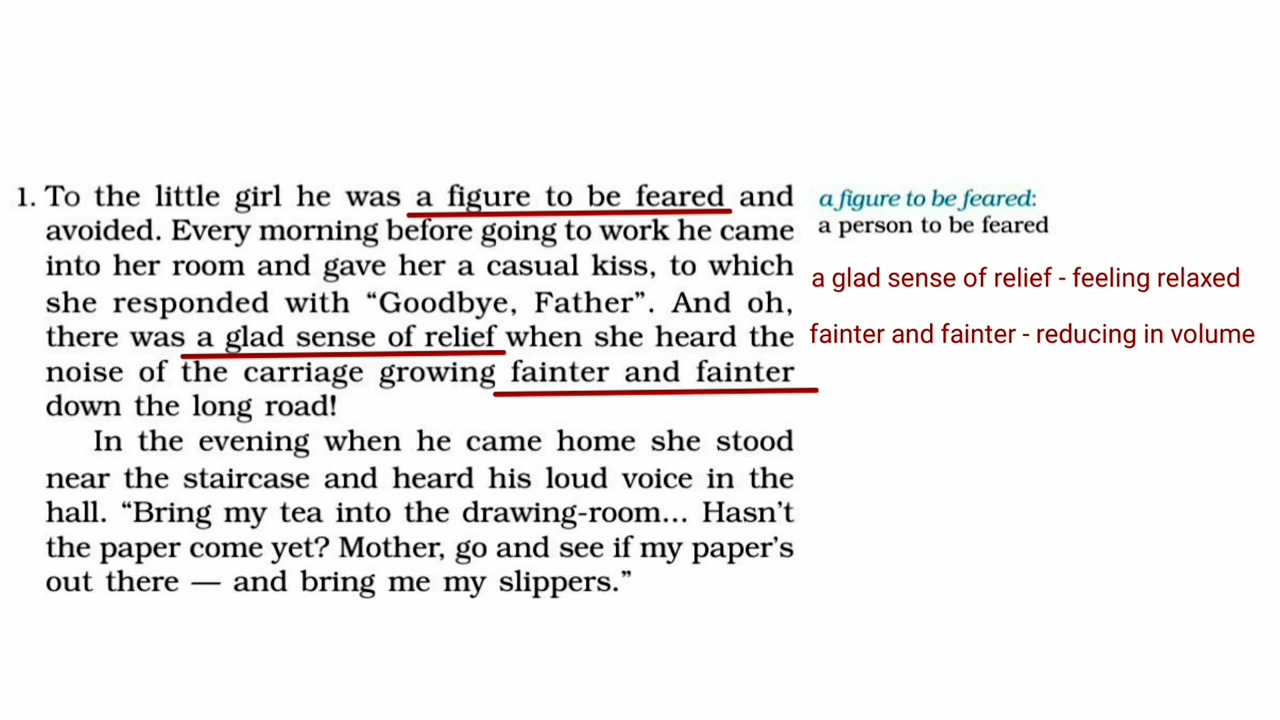 1. To the little girl he was a figure to be feared and
avoided. Every morning before going to work he came
into her room and gave her a casual kiss, to which
she responded with “Goodbye, Father”. And oh,
there was a glad sense of relief when she heard the
noise of the carriage growing fainter and fainter
down the long road!
In the evening when he came home she stood
near the staircase and heard his loud voice in the
hall. “Bring my tea into the drawing-room... Hasn’t
the paper come yet? Mother, go and see if my paper’s
out there — and bring me my slippers.”
a figure to be feared:
a person to be feared
a glad sense of relief - feeling relaxed
fainter and fainter - reducing in volume